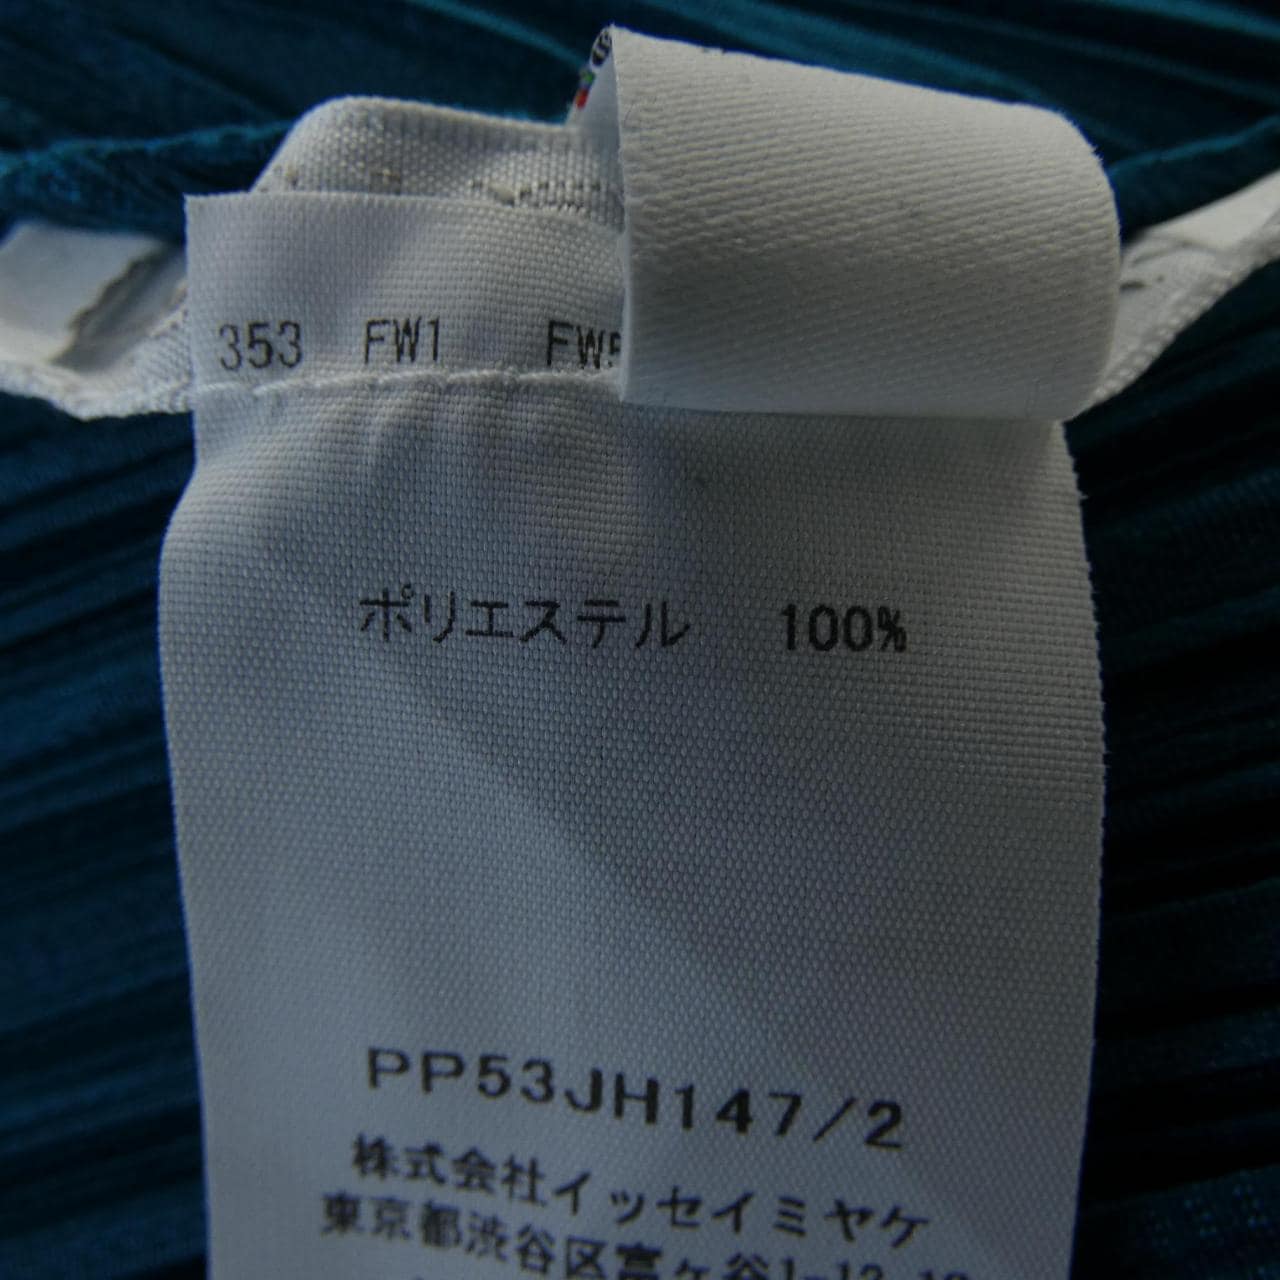 353 FW1
ポリエステル 100%
PP53JH147/2
株式会社イッセイミヤケ
東京都渋谷区富ヶ谷